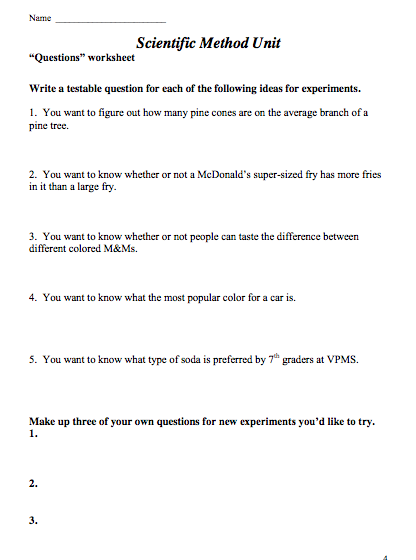 Name ______________________
Scientific Method Unit
“Questions” worksheet
Write a testable question for each of the following ideas for experiments.
1. You want to figure out how many pine cones are on the average branch of a
pine tree.
2. You want to know whether or not a McDonald’s super-sized fry has more fries
in it than a large fry.
3. You want to know whether or not people can taste the difference between
different colored M&Ms.
4. You want to know what the most popular color for a car is.
5. You want to know what type of soda is preferred by 7th graders at VPMS.
Make up three of your own questions for new experiments you’d like to try.
1.
2.
3.